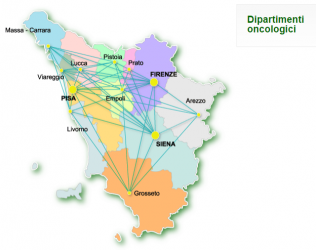 Dipartimenti
oncologici
Massa - Carrara
Pistoia
Lucca
Prato
FIRENZE
Viareggio
PISA
Empoli
Arezzo
Livorno
SIENA
Grosseto